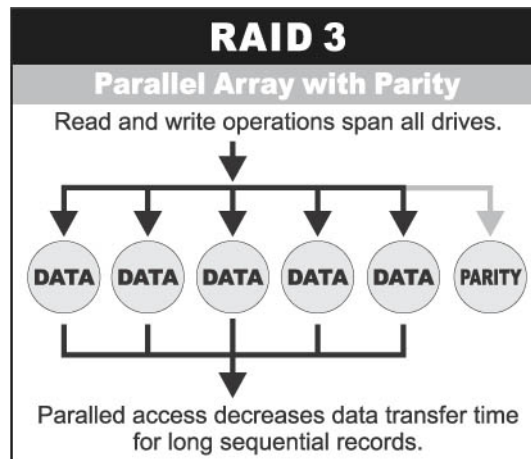 RAID 3
Parallel Array with Parity
Read and write operations span all drives.
DATA DATA DATA DATA DATA PARITY
Paralled access decreases data transfer time
for long sequential records.